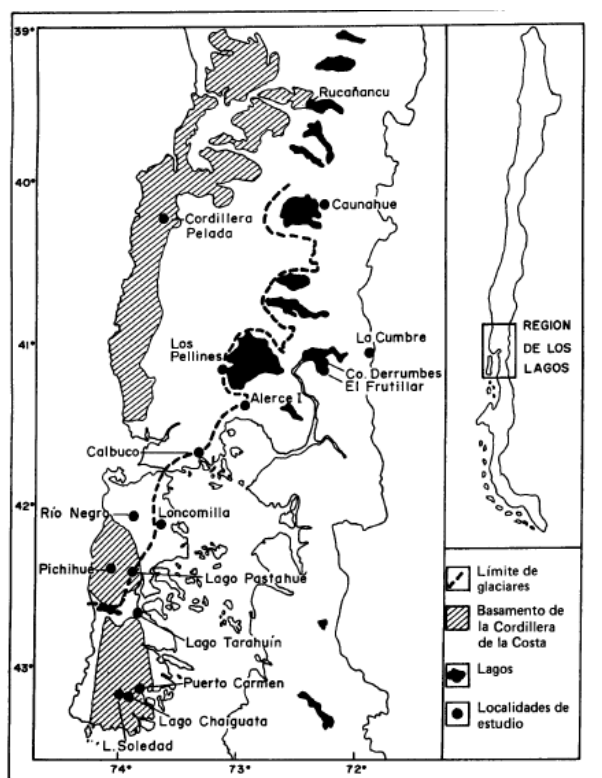 39°
Rucañancu
40°
Caunahue
Cordillera
Pelada
REGION
DE LOS
LAGOS
La Cumbre
Los
Pellines
41°
Co. Derrumbes
El Frutillar
Alerce I
Calbuco
42°
Río Negro
Loncomilla
Pichihué
Lago Pastahué
Límite de
glaciares
Basamento de
la Cordillera
de la Costa
Lago Tarahuín
43°
Puerto Carmen
Lagos
Lago Chaiguata
Localidades de
estudio
L. Soledad
74°
73°
72°